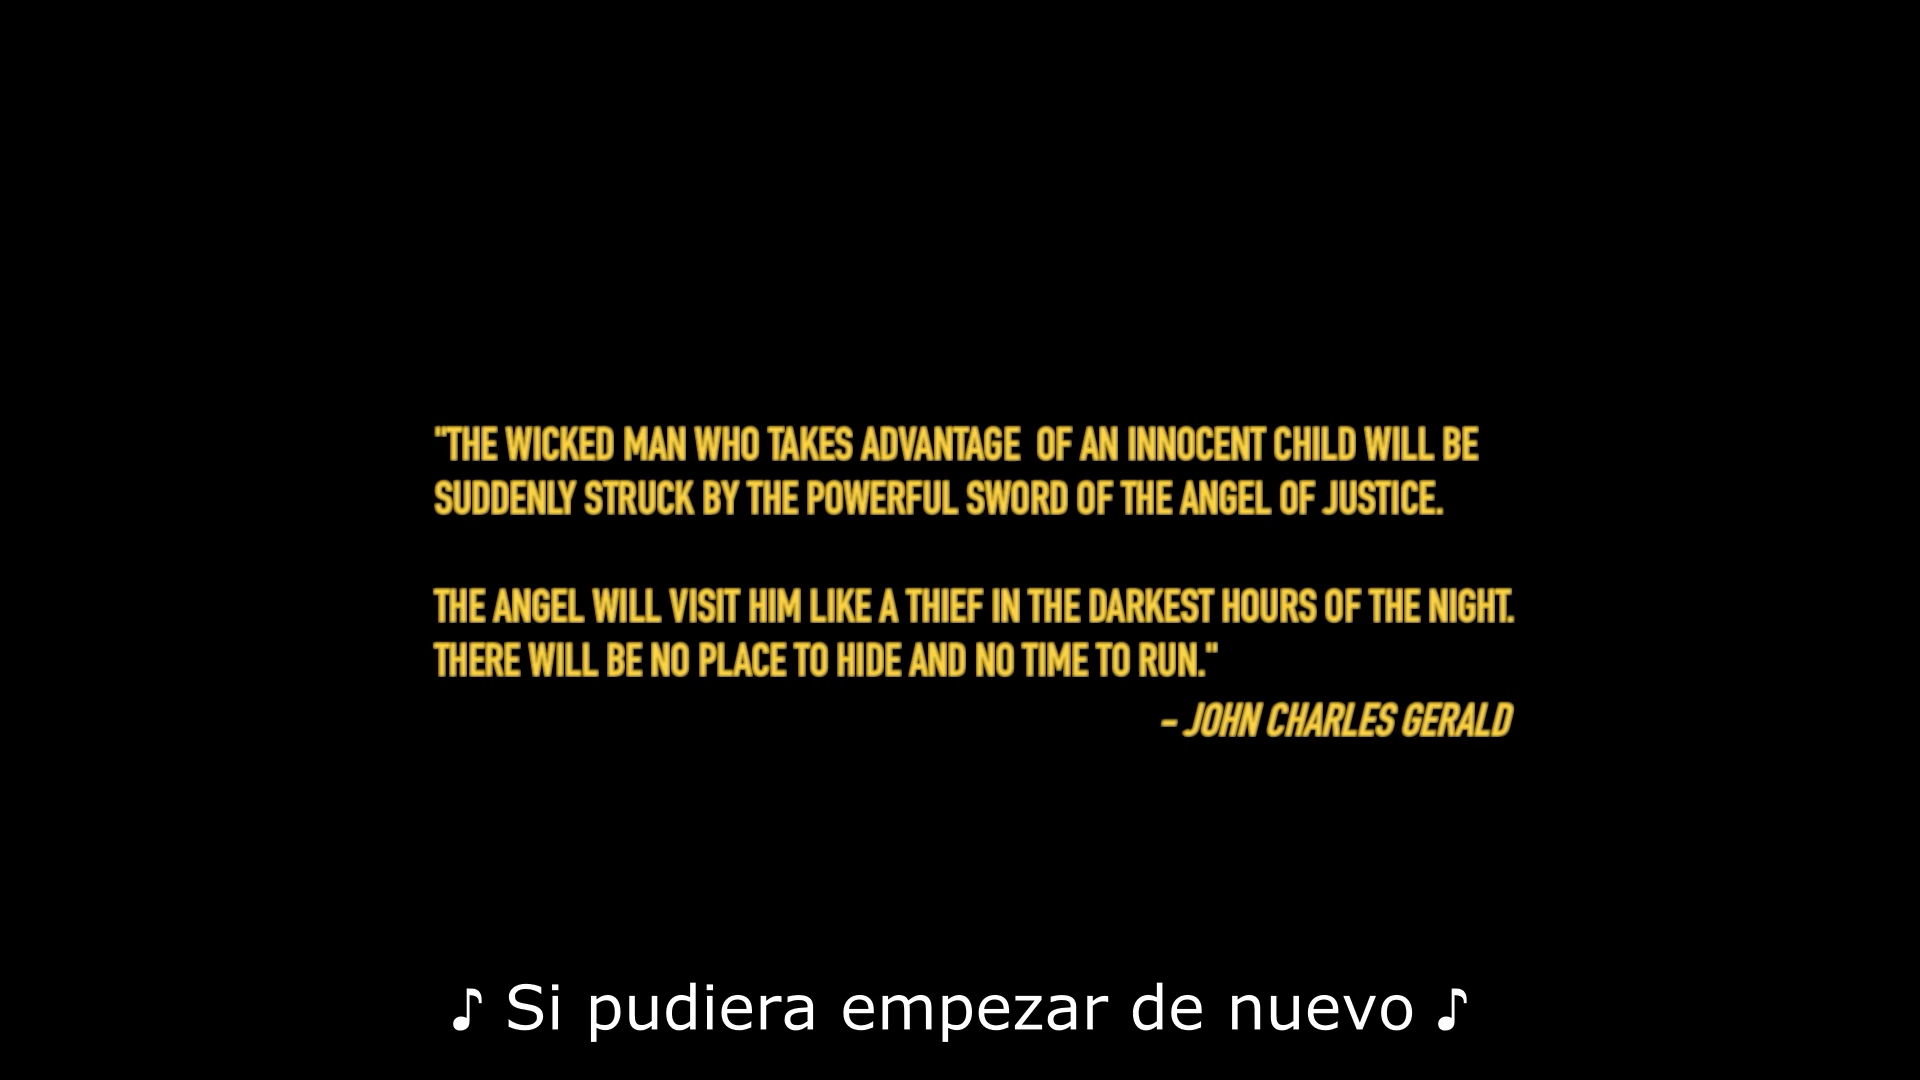 "THE WICKED MAN WHO TAKES ADVANTAGE  OF AN INNOCENT CHILD WILL BE
SUDDENLY STRUCK BY THE POWERFUL SWORD OF THE ANGEL OF JUSTICE.
THE ANGEL WILL VISIT HIM LIKE A THIEF IN THE DARKEST HOURS OF THE NIGHT.
THERE WILL BE NO PLACE TO HIDE AND NO TIME TO RUN."
- JOHN CHARLES GERALD
♪ Si pudiera empezar de nuevo ♪